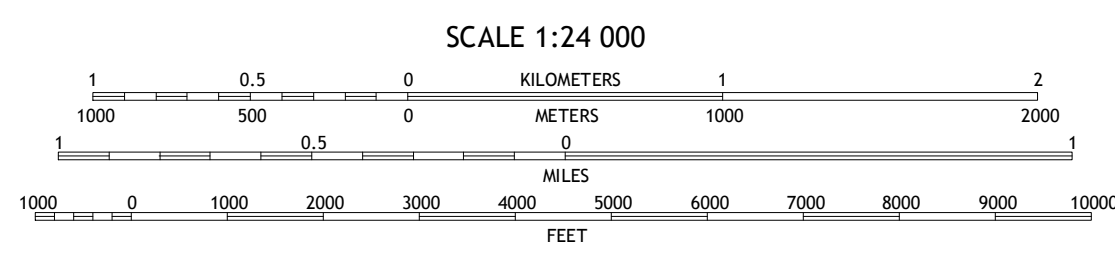 SCALE 1:24 000
1 0.5 0 KILOMETERS 1 2
1000 500 0 METERS 1000 2000
1 0.5 0 1
MILES
1000 0 1000 2000 3000 4000 5000 6000 7000 8000 9000 10000
FEET